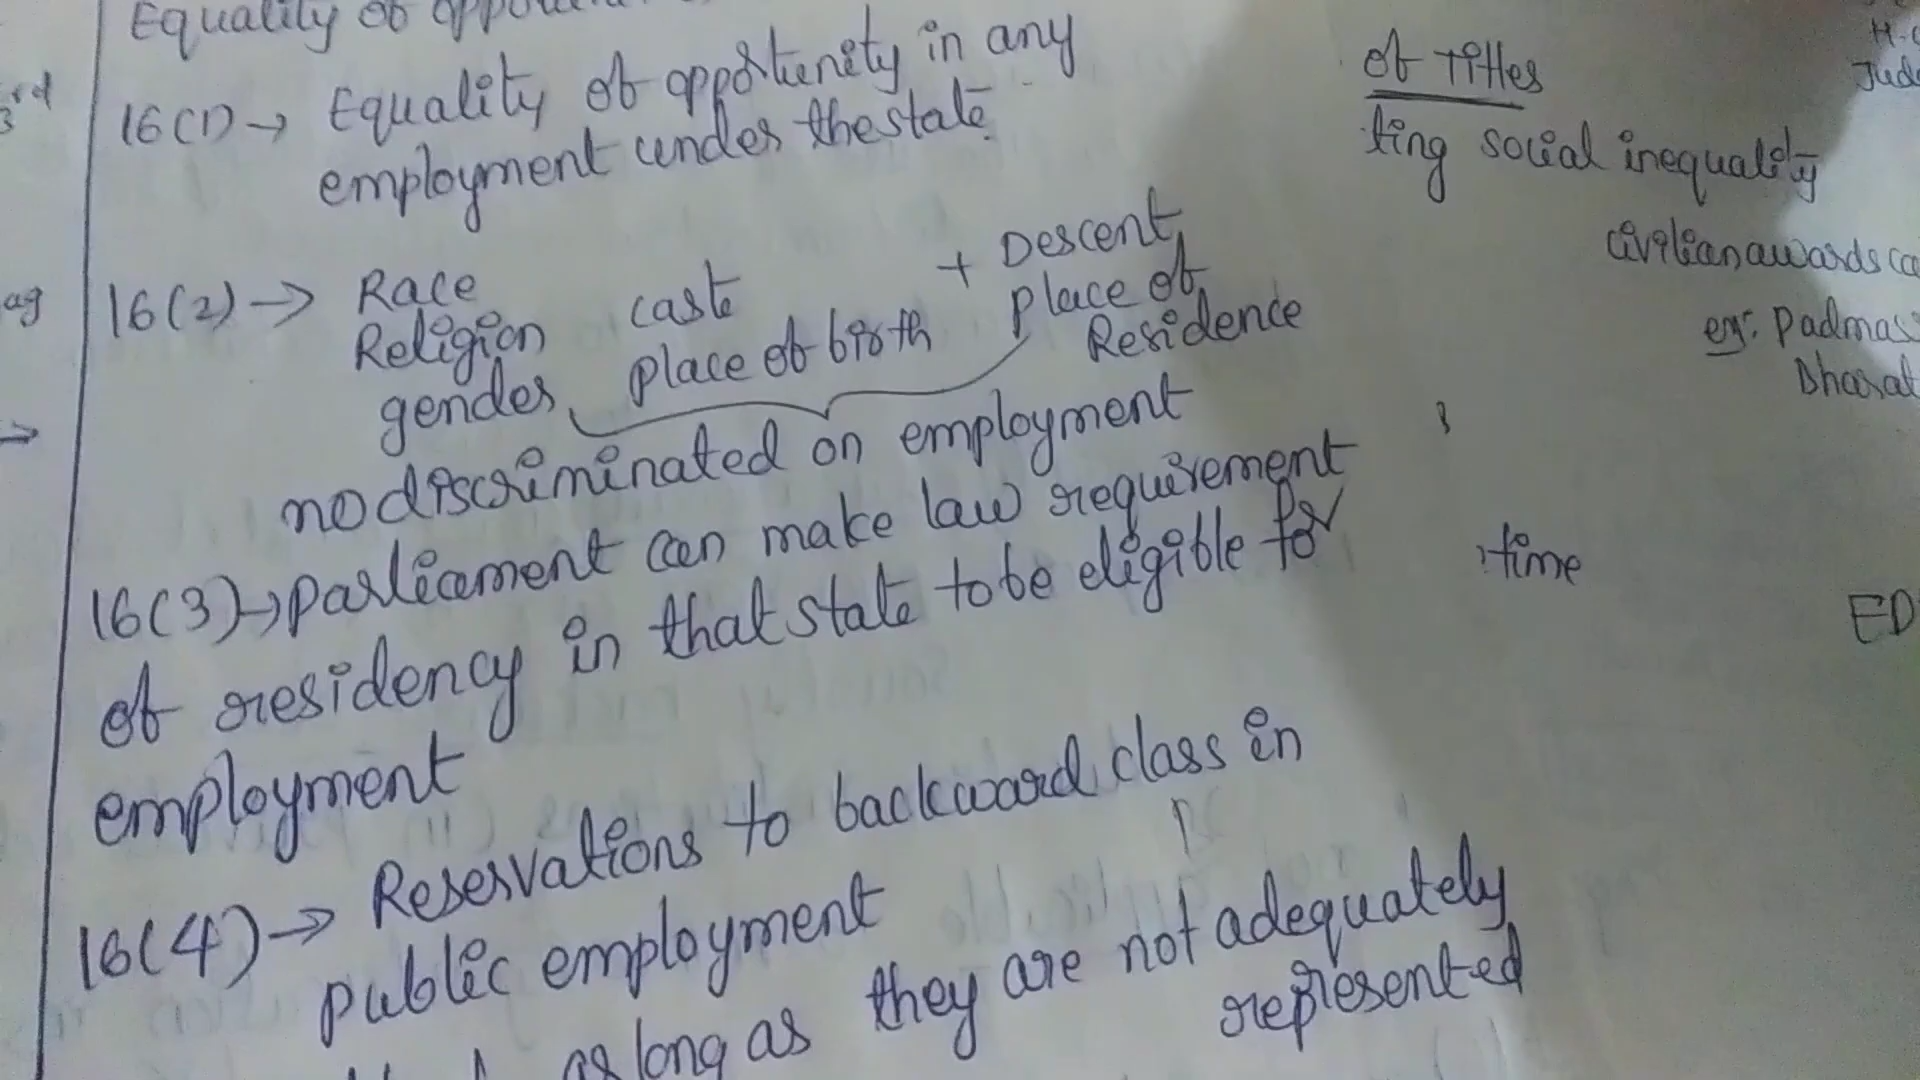 Equality of
16(1) → Equality of opportunity in any
employment under the state
16(2) → Race
Religion
gender,
caste
place of birth
+ Descent,
place of
Residence
no discriminated on employment
16(3) → parliament can make law requirement
of residency in that state to be eligible for
employment
16(4) → Reservations to backward class in
public employment
as long as they are not adequately
represented
3rd
ag
→
of Titles
ting social inequality
civilian awards ca
eg: Padmas
Bharat
time
ED